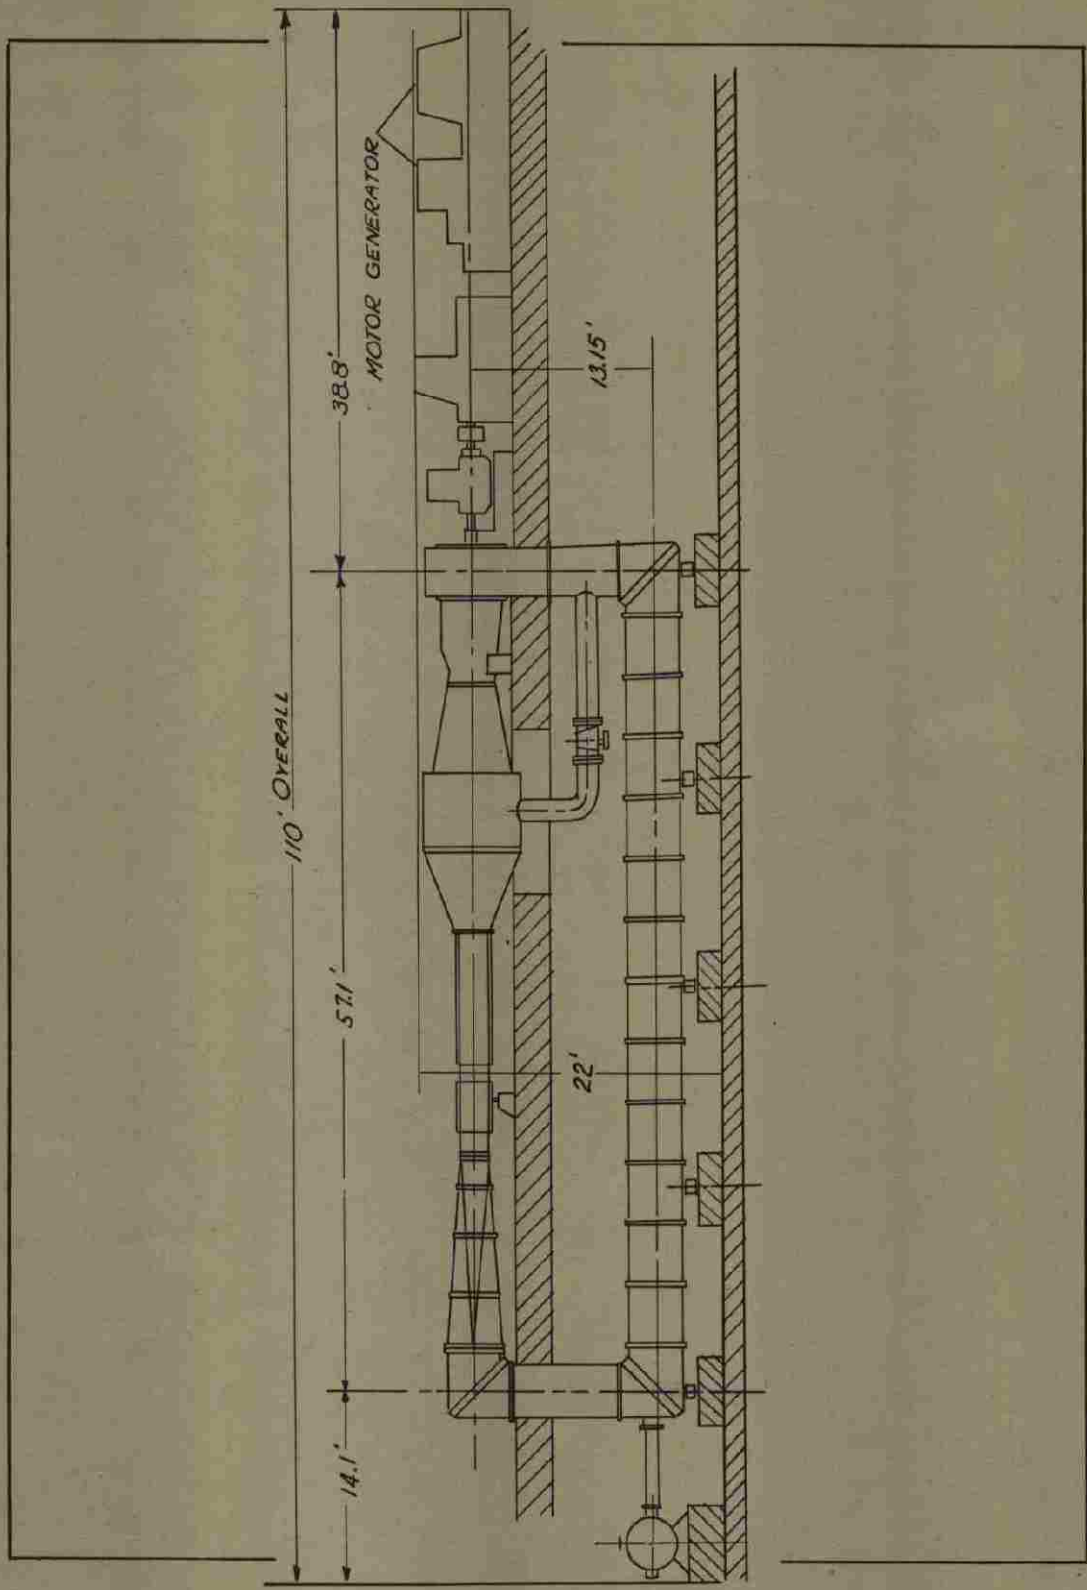 110' OVERALL
14.1'
57.1'
38.8'
MOTOR GENERATOR
22'
13.15'